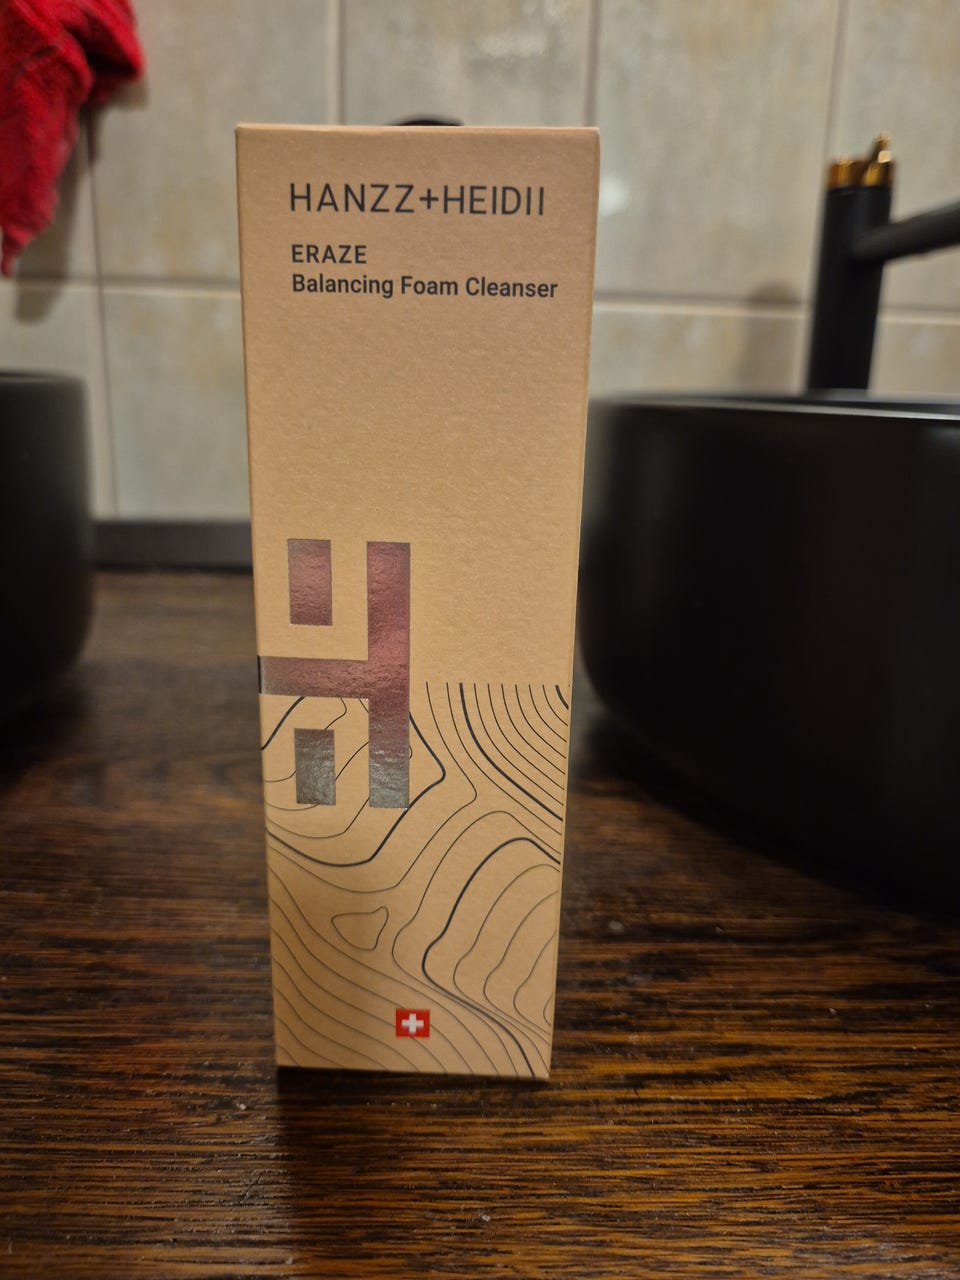 HANZZ+HEIDII
ERAZE
Balancing Foam Cleanser